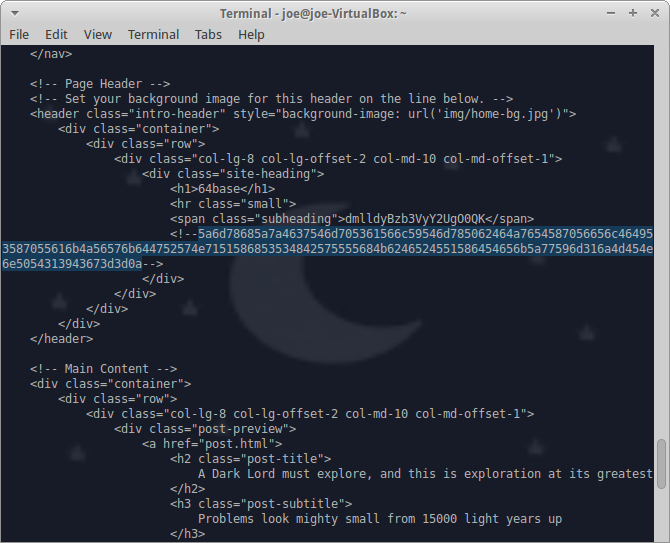 Terminal - joe@joe-VirtualBox: ~
File Edit View Terminal Tabs Help
</nav>
<!-- Page Header -->
<!-- Set your background image for this header on the line below. -->
<header class="intro-header" style="background-image: url('img/home-bg.jpg')">
<div class="container">
<div class="row">
<div class="col-lg-8 col-lg-offset-2 col-md-10 col-md-offset-1">
<div class="site-heading">
<h1>64base</h1>
<hr class="small">
<span class="subheading">dmlldyBzb3VyY2UgO0QK</span>
<!--5a6d78685a7a4637546d705361566c59546d785062464a7654587056656c46495
3587055616b4a56576b644752574e7151586853534842575555684b6246524551586454656b5a77596d316a4d454e
6e5054313943673d3d0a-->
</div>
</div>
</div>
</div>
</header>
<!-- Main Content -->
<div class="container">
<div class="row">
<div class="col-lg-8 col-lg-offset-2 col-md-10 col-md-offset-1">
<div class="post-preview">
<a href="post.html">
<h2 class="post-title">
A Dark Lord must explore, and this is exploration at its greatest
</h2>
<h3 class="post-subtitle">
Problems look mighty small from 15000 light years up
</h3>